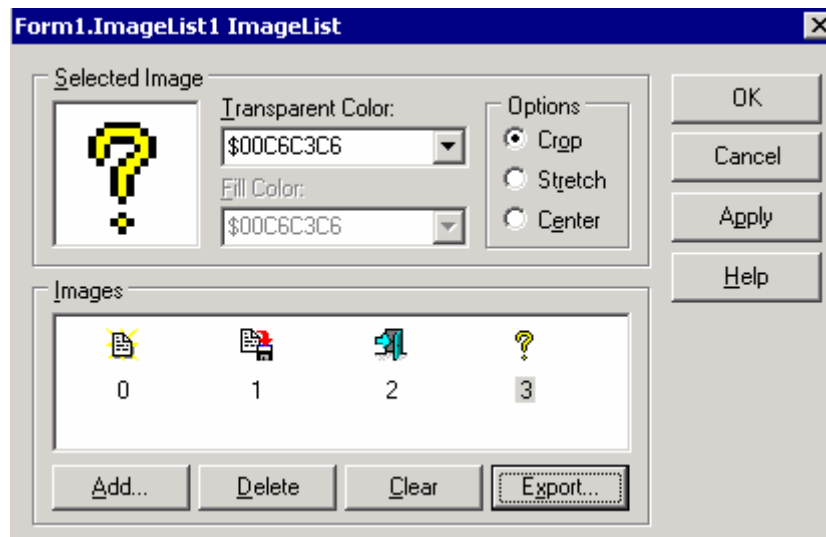 Form1.ImageList1 ImageList
Selected Image
Transparent Color:
$00C6C3C6
Fill Color:
$00C6C3C6
Options
Crop
Stretch
Center
OK
Cancel
Apply
Help
Images
0 1 2 3
Add... Delete Clear Export...